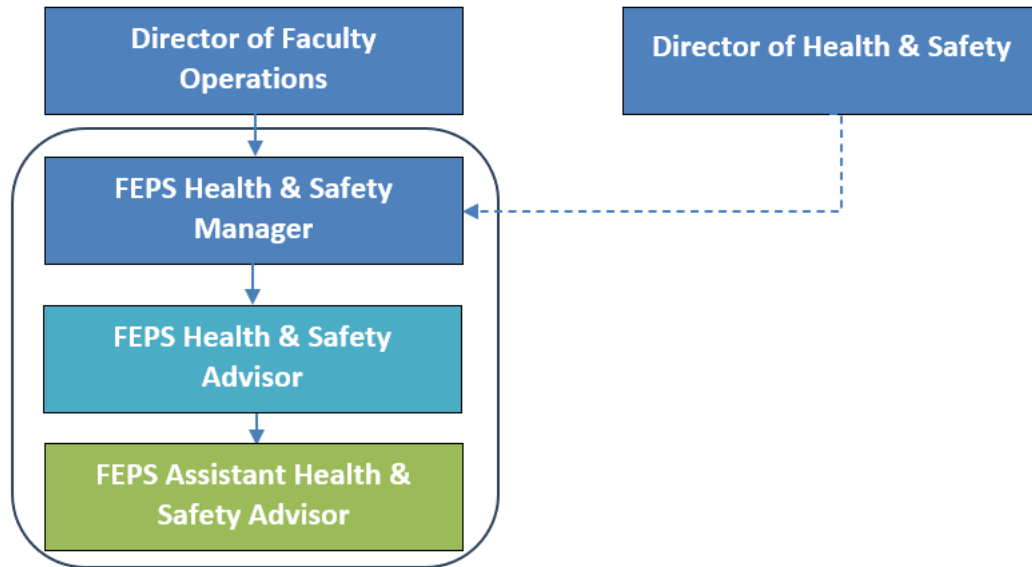 Director of Faculty
Operations
Director of Health & Safety
FEPS Health & Safety
Manager
FEPS Health & Safety
Advisor
FEPS Assistant Health &
Safety Advisor